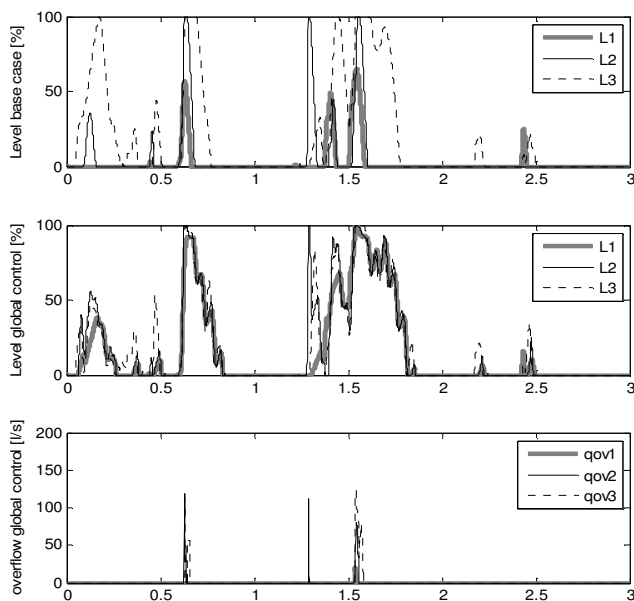 Level base case [%]
100
50
0
0 0.5 1 1.5 2 2.5 3
L1
L2
L3
Level global control [%]
100
50
0
0 0.5 1 1.5 2 2.5 3
L1
L2
L3
overflow global control [l/s]
200
150
100
50
0
0 0.5 1 1.5 2 2.5 3
qov1
qov2
qov3